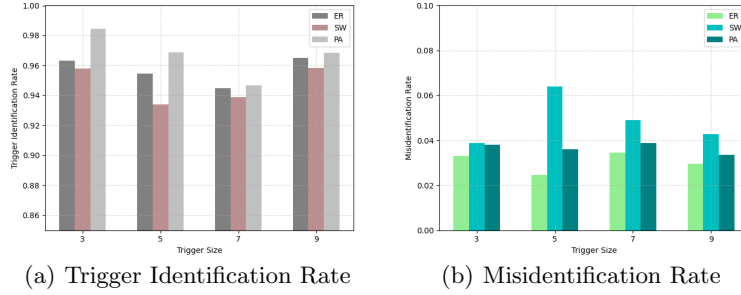 1.00
0.98
0.96
0.94
0.92
0.90
0.88
0.86
Trigger Identification Rate
ER
SW
PA
3 5 7 9
Trigger Size
(a) Trigger Identification Rate
0.10
0.08
0.06
0.04
0.02
0.00
Misidentification Rate
ER
SW
PA
3 5 7 9
Trigger Size
(b) Misidentification Rate